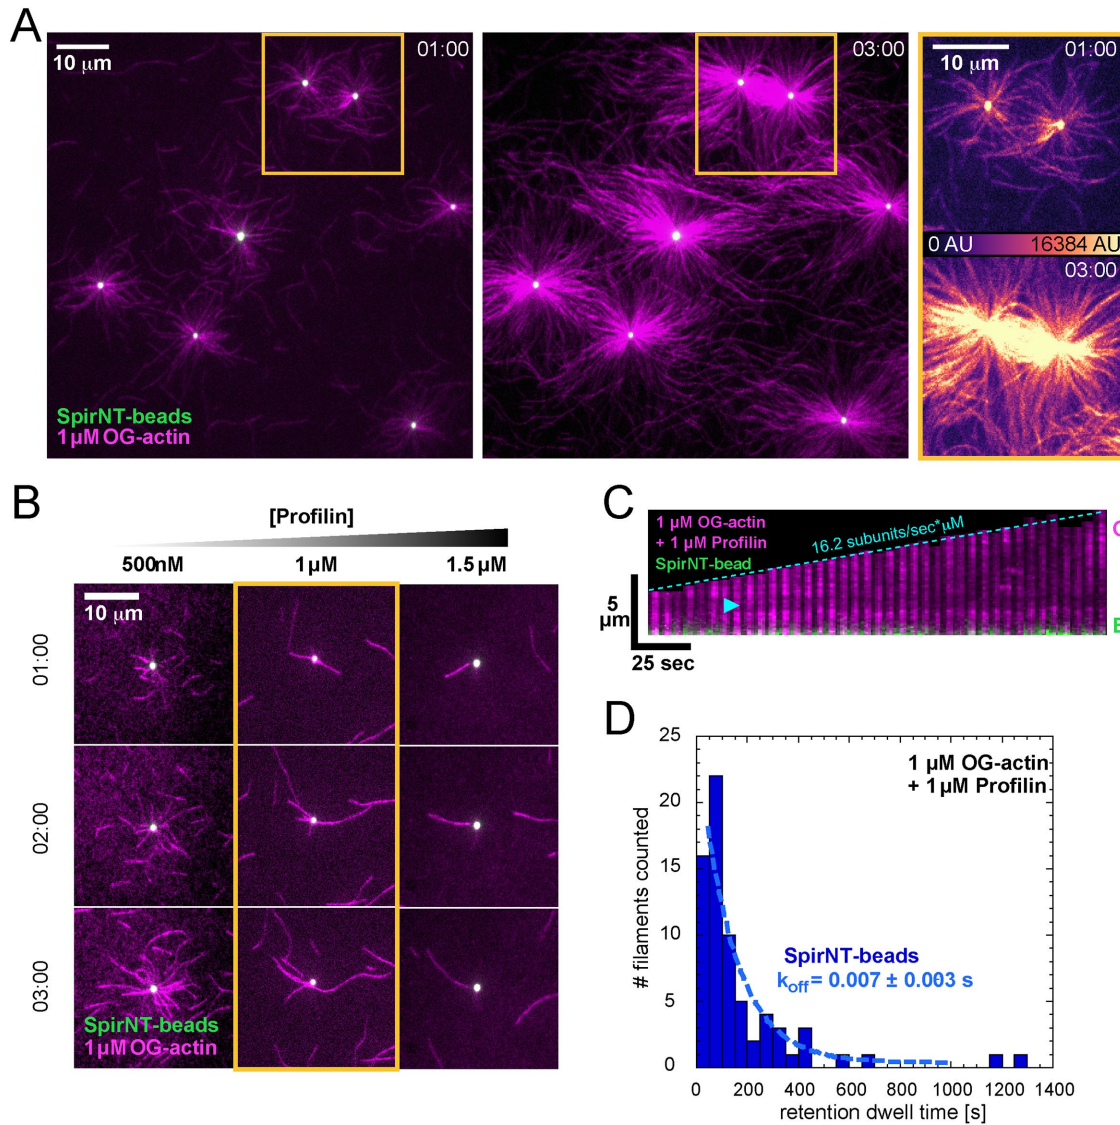 A
10 µm
01:00
SpirNT-beads
1 µM OG-actin
03:00
10 µm
01:00
0 AU
16384 AU
03:00
B
[Profilin]
500nM
1 µM
1.5 µM
10 µm
01:00
02:00
03:00
SpirNT-beads
1 µM OG-actin
C
1 µM OG-actin
+ 1 µM Profilin
SpirNT-bead
16.2 subunits/sec*µM
5
µm
25 sec
D
25
20
15
10
5
0
1 µM OG-actin
+ 1 µM Profilin
SpirNT-beads
koff = 0.007 ± 0.003 s
# filaments counted
0 200 400 600 800 1000 1200 1400
retention dwell time [s]